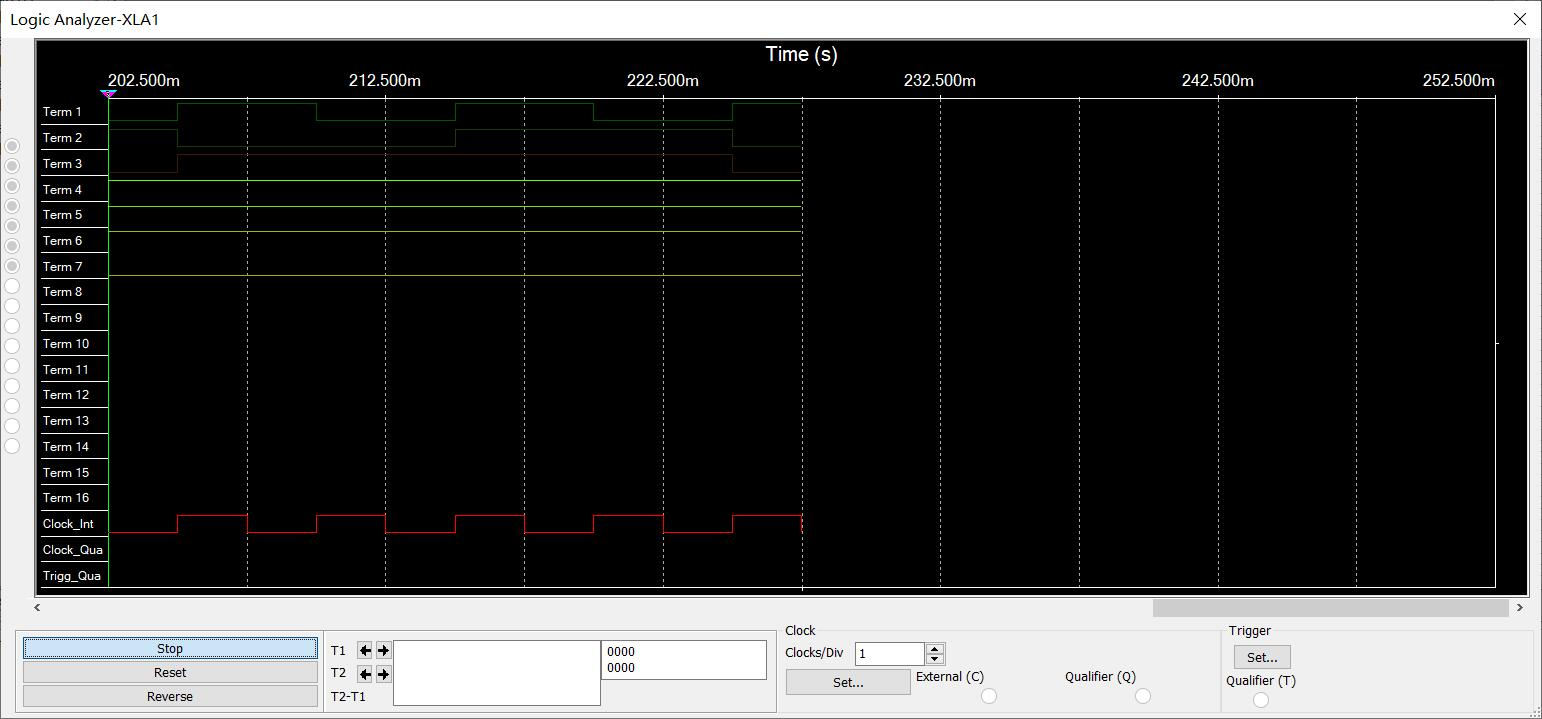 Logic Analyzer-XLA1
Time (s)
202.500m 212.500m 222.500m 232.500m 242.500m 252.500m
Term 1
Term 2
Term 3
Term 4
Term 5
Term 6
Term 7
Term 8
Term 9
Term 10
Term 11
Term 12
Term 13
Term 14
Term 15
Term 16
Clock_Int
Clock_Qua
Trigg_Qua
Stop
Reset
Reverse
T1
T2
T2-T1
0000
0000
Clock
Clocks/Div 1
Set...
External (C)
Qualifier (Q)
Trigger
Set...
Qualifier (T)